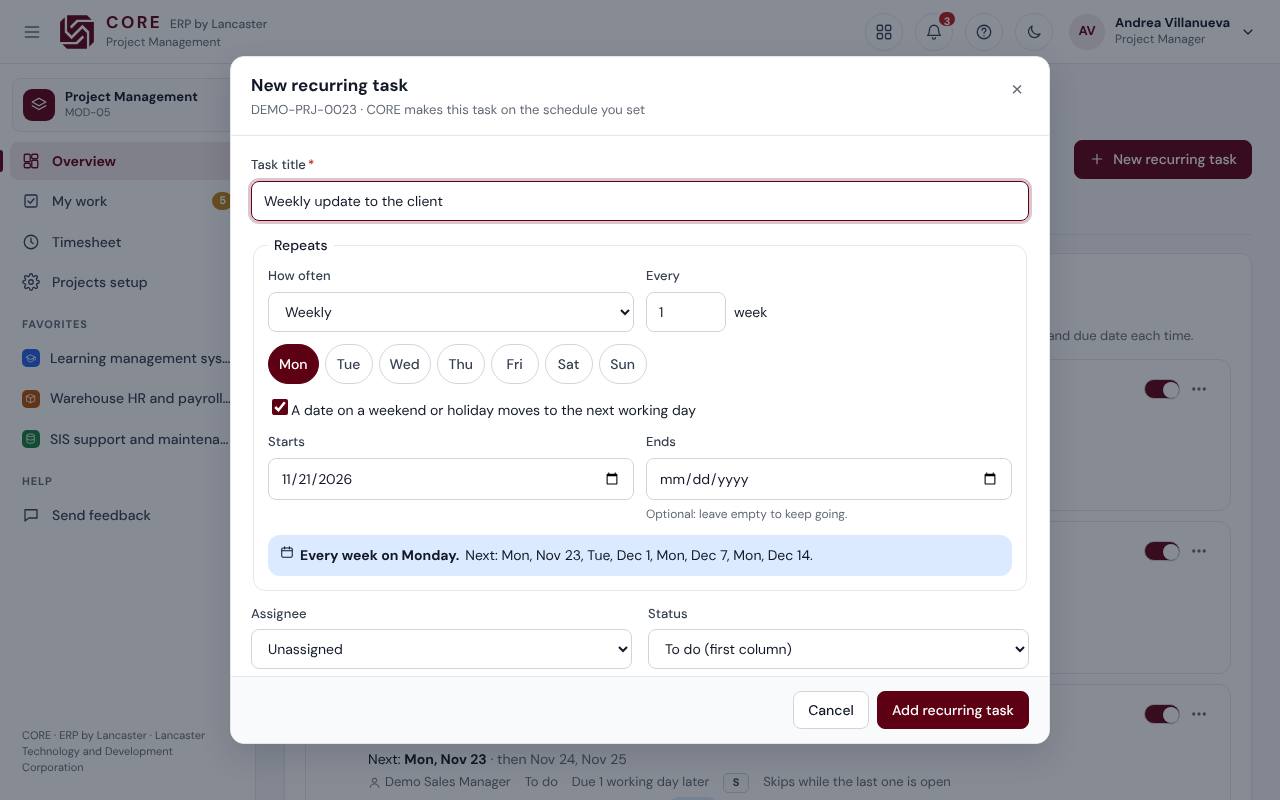 CORE ERP by Lancaster
Project Management
3
AV
Andrea Villanueva
Project Manager
Project Management
MOD-05
Overview
My work 5
Timesheet
Projects setup
FAVORITES
Learning management sys...
Warehouse HR and payroll...
SIS support and maintena...
HELP
Send feedback
CORE · ERP by Lancaster · Lancaster
Technology and Development
Corporation
New recurring task
and due date each time.
New recurring task
DEMO-PRJ-0023 · CORE makes this task on the schedule you set
Task title *
Weekly update to the client
Repeats
How often Every
Weekly 1 week
Mon Tue Wed Thu Fri Sat Sun
A date on a weekend or holiday moves to the next working day
Starts Ends
11/21/2026 mm/dd/yyyy
Optional: leave empty to keep going.
Every week on Monday. Next: Mon, Nov 23, Tue, Dec 1, Mon, Dec 7, Mon, Dec 14.
Assignee Status
Unassigned To do (first column)
Cancel Add recurring task
Next: Mon, Nov 23 · then Nov 24, Nov 25
Demo Sales Manager To do Due 1 working day later S Skips while the last one is open